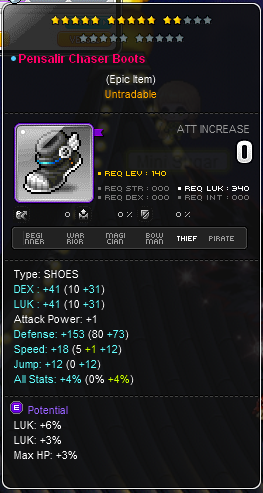 Pensalir Chaser Boots
(Epic Item)
Untradable
ATT INCREASE
0
REQ LEV : 140
REQ STR : 000 REQ LUK : 340
REQ DEX : 000 REQ INT : 000
0 0 % 0 %
BEGINNER WARRIOR MAGICIAN BOWMAN THIEF PIRATE
Type: SHOES
DEX : +41 (10 +31)
LUK : +41 (10 +31)
Attack Power: +1
Defense: +153 (80 +73)
Speed: +18 (5 +1 +12)
Jump: +12 (0 +12)
All Stats: +4% (0% +4%)
E Potential
LUK: +6%
LUK: +3%
Max HP: +3%